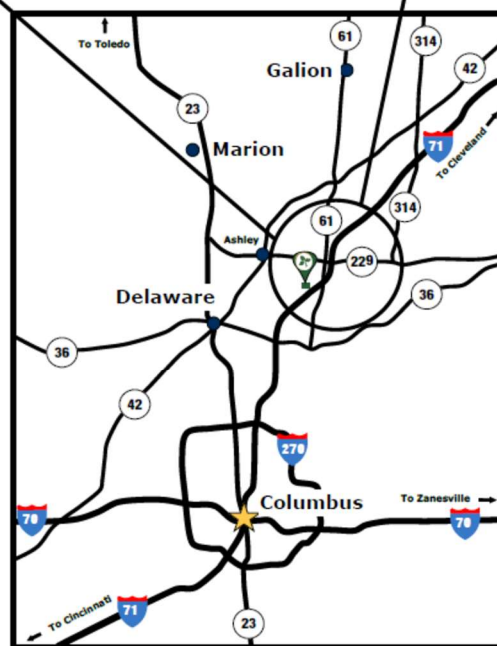 To Toledo
61
314
42
Galion
23
71
To Cleveland
Marion
314
61
Ashley
229
Delaware
36
36
42
270
Columbus
To Zanesville
70
70
To Cincinnati
71
23